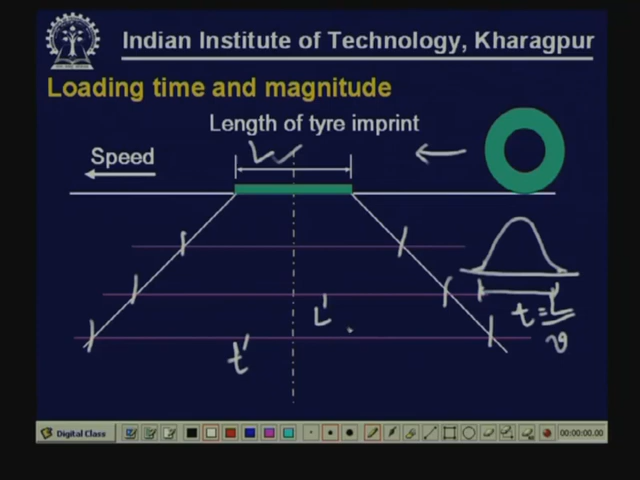 Indian Institute of Technology, Kharagpur
Loading time and magnitude
Length of tyre imprint
Speed
L
t = L/v
L'
t'
Digital Class
00:00:00.00